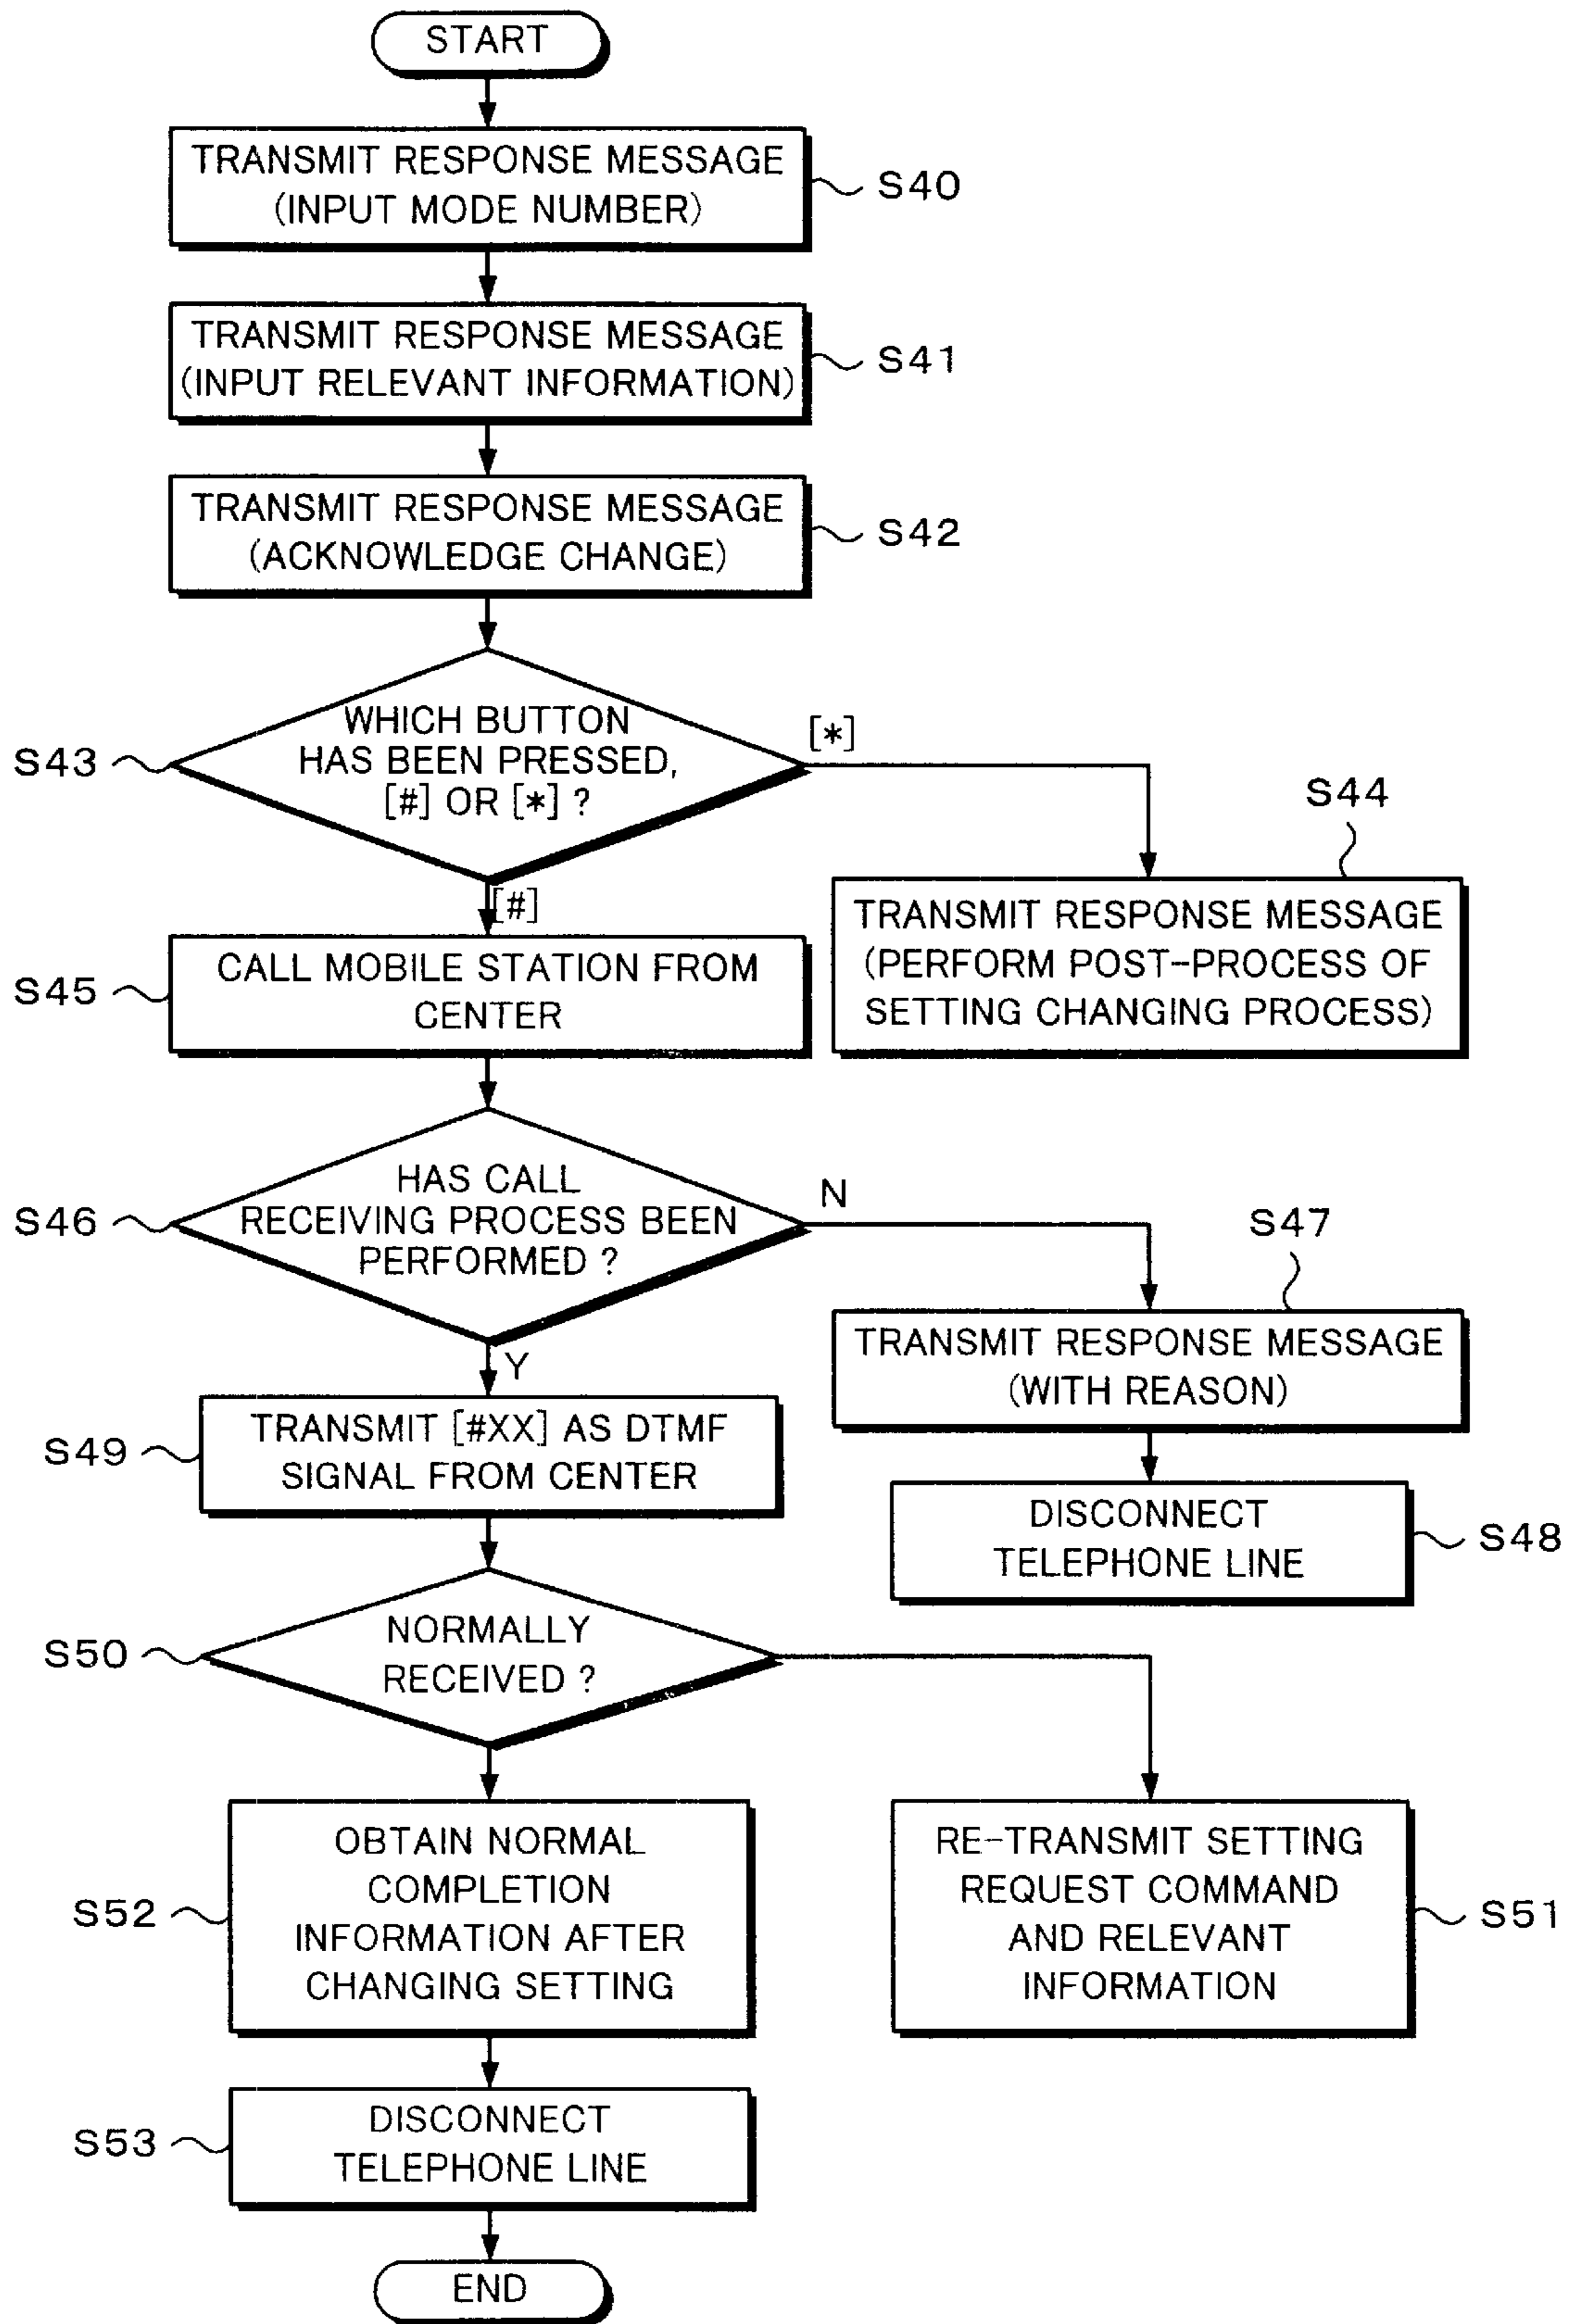 START
TRANSMIT RESPONSE MESSAGE
(INPUT MODE NUMBER)
S40
TRANSMIT RESPONSE MESSAGE
(INPUT RELEVANT INFORMATION)
S41
TRANSMIT RESPONSE MESSAGE
(ACKNOWLEDGE CHANGE)
S42
S43
WHICH BUTTON
HAS BEEN PRESSED,
[#] OR [*] ?
[*]
[#]
S44
TRANSMIT RESPONSE MESSAGE
(PERFORM POST-PROCESS OF
SETTING CHANGING PROCESS)
S45
CALL MOBILE STATION FROM
CENTER
S46
HAS CALL
RECEIVING PROCESS BEEN
PERFORMED ?
N
Y
S47
TRANSMIT RESPONSE MESSAGE
(WITH REASON)
DISCONNECT
TELEPHONE LINE
S48
S49
TRANSMIT [#XX] AS DTMF
SIGNAL FROM CENTER
S50
NORMALLY
RECEIVED ?
RE-TRANSMIT SETTING
REQUEST COMMAND
AND RELEVANT
INFORMATION
S51
S52
OBTAIN NORMAL
COMPLETION
INFORMATION AFTER
CHANGING SETTING
S53
DISCONNECT
TELEPHONE LINE
END